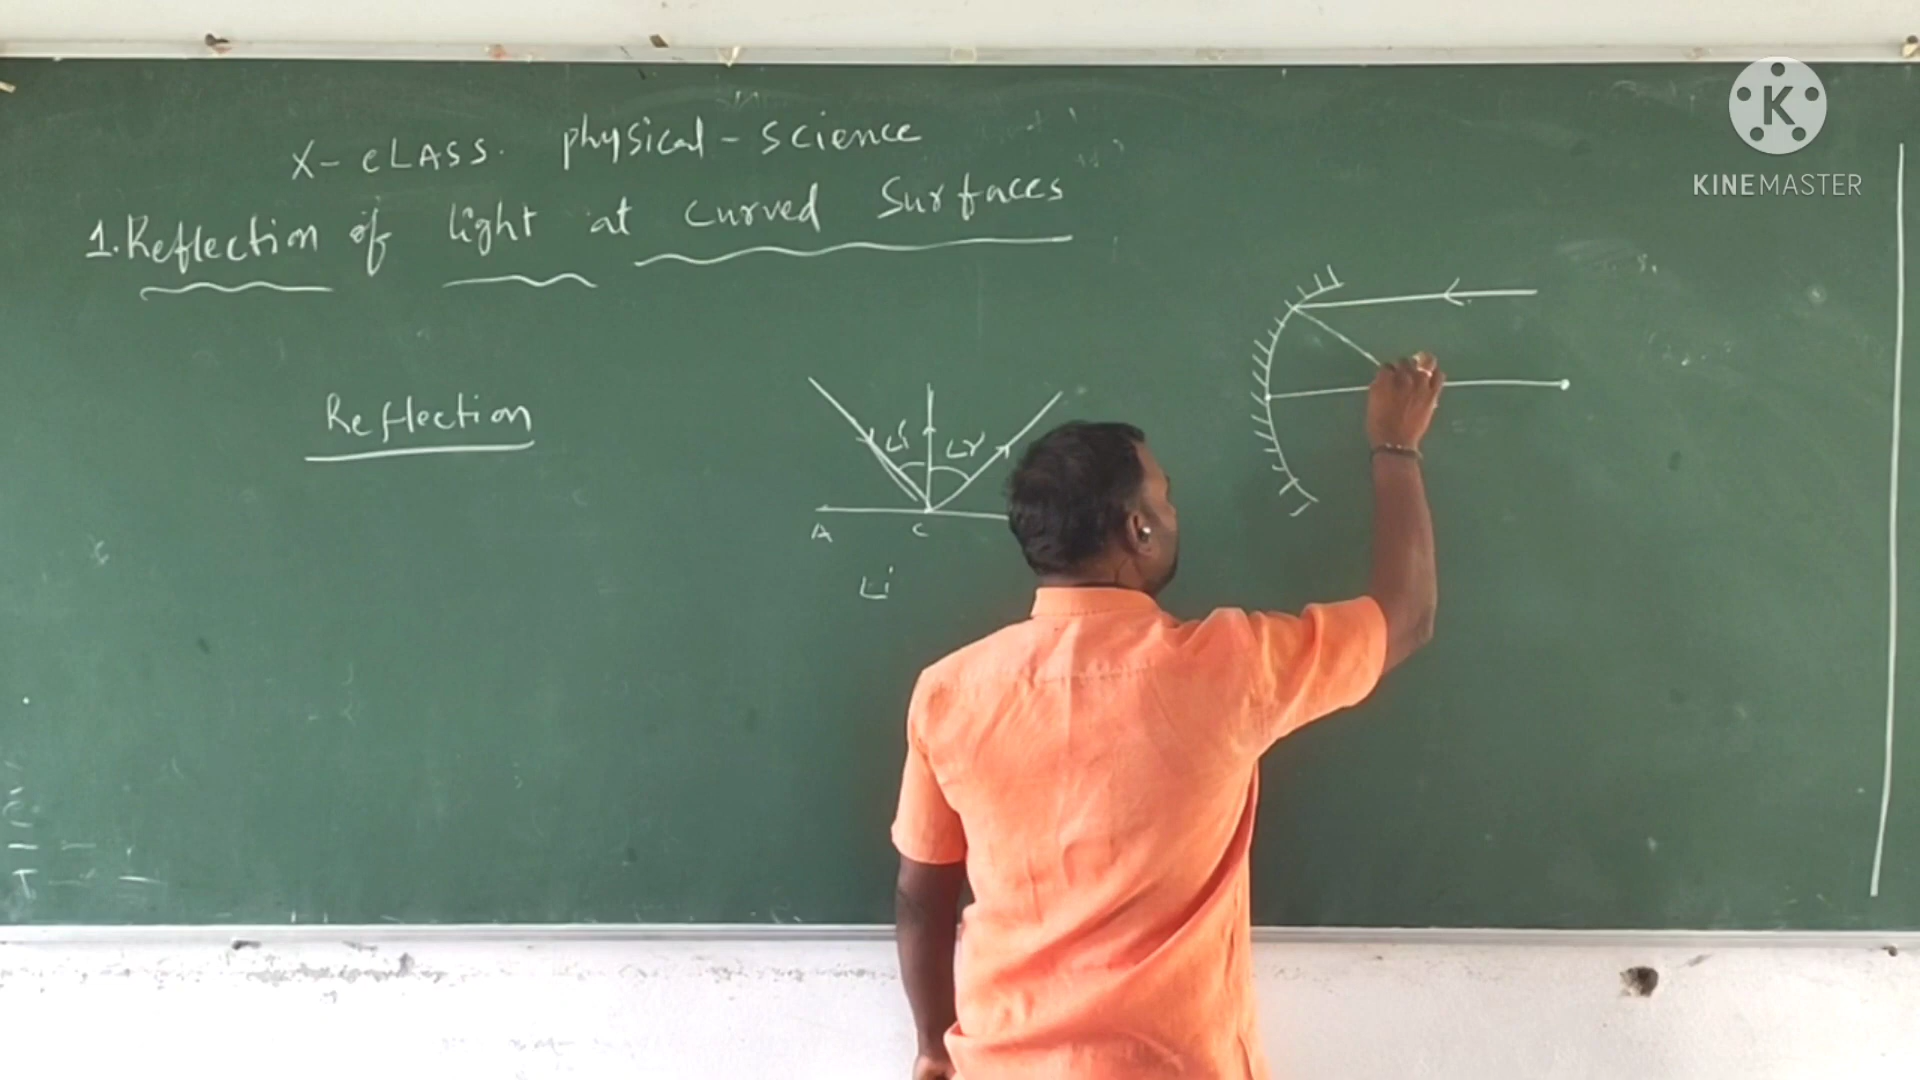 X-CLASS. physical-science
1. Reflection of light at curved Surfaces
KINEMASTER
Reflection
∠i ∠r
A C
∠i